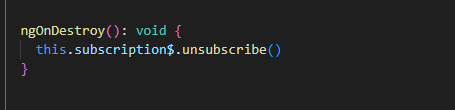 ngOnDestroy(): void {
this.subscription$.unsubscribe()
}